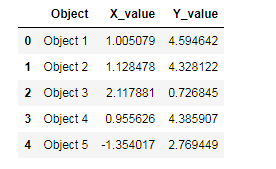 Object X_value Y_value
0 Object 1 1.005079 4.594642
1 Object 2 1.128478 4.328122
2 Object 3 2.117881 0.726845
3 Object 4 0.955626 4.385907
4 Object 5 -1.354017 2.769449